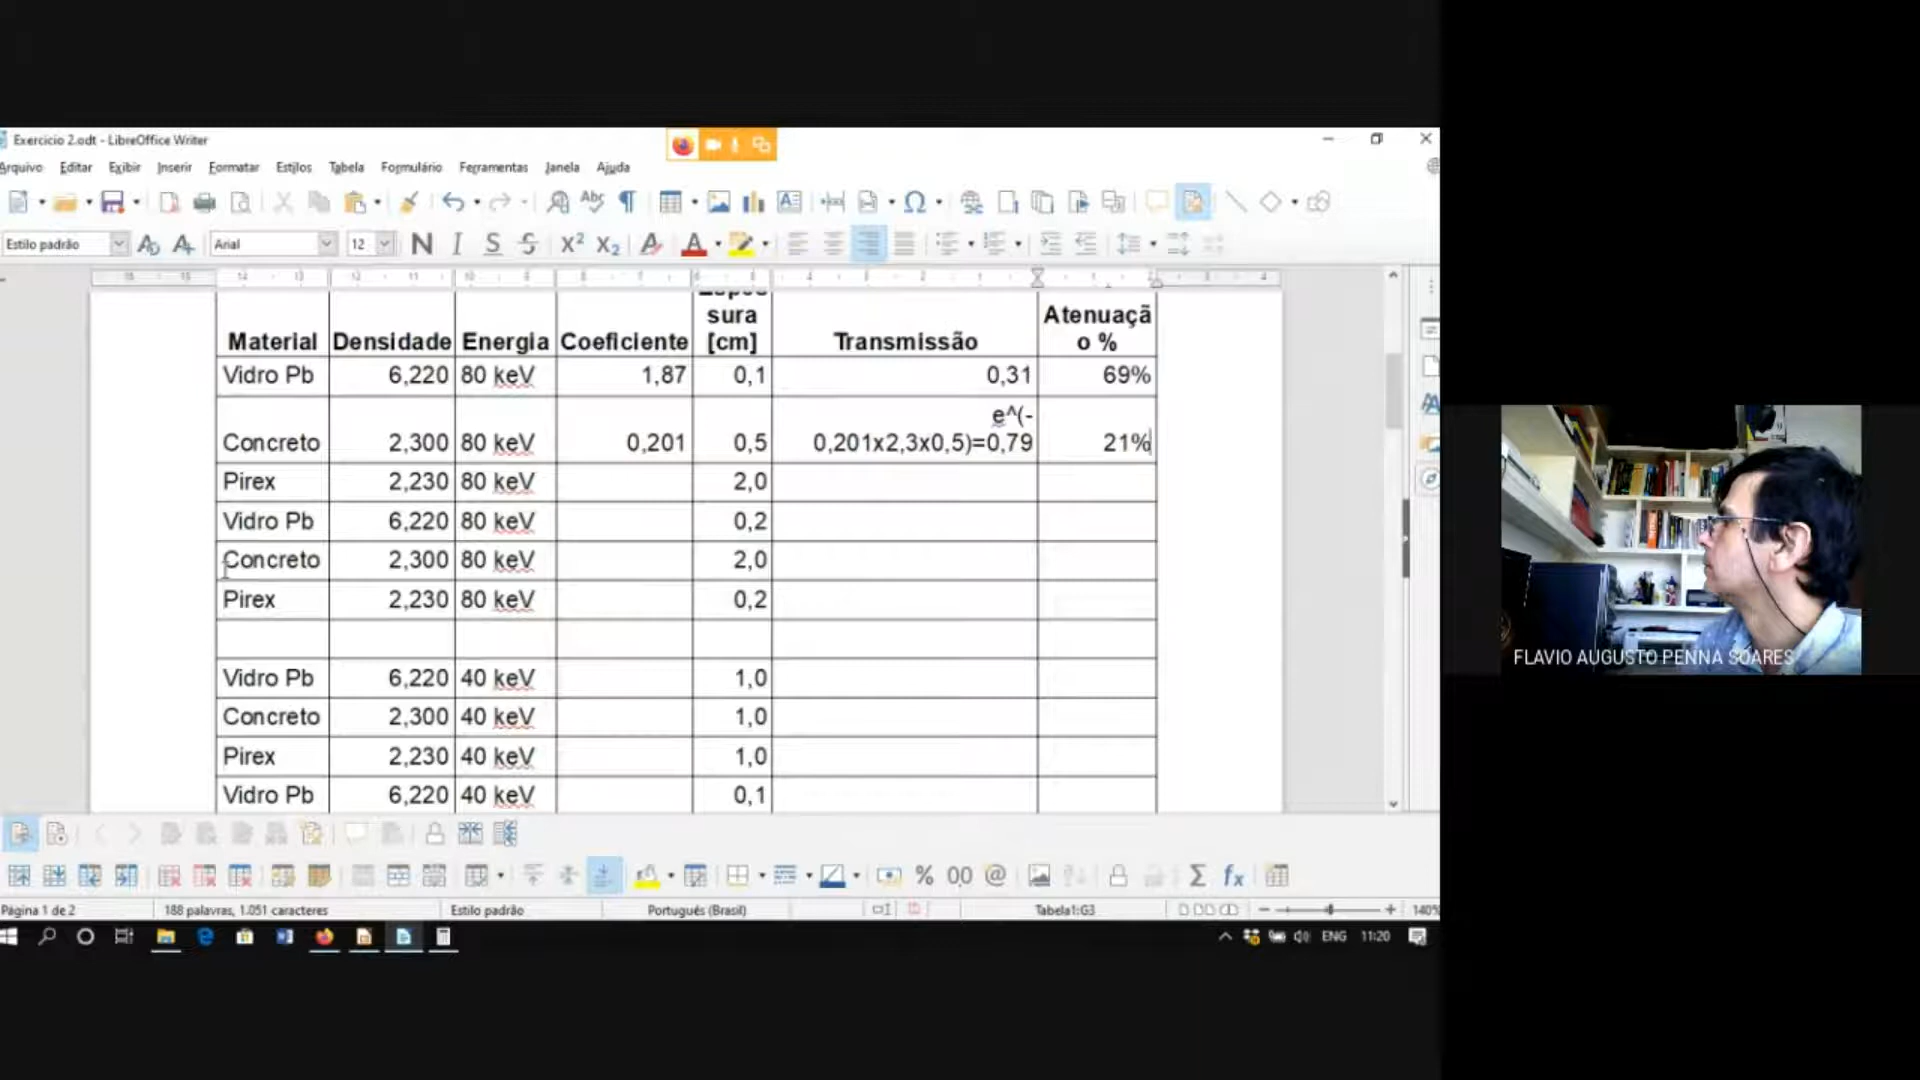 Exercicio 2.odt - LibreOffice Writer
Arquivo Editar Exibir Inserir Formatar Estilos Tabela Formulário Ferramentas Janela Ajuda
Estilo padrão Arial 12 N I S S X² X₂ A A
Espes
sura
[cm]
Atenuaçã
o %
Material Densidade Energia Coeficiente Transmissão
Vidro Pb 6,220 80 keV 1,87 0,1 0,31 69%
e^(-
Concreto 2,300 80 keV 0,201 0,5 0,201x2,3x0,5)=0,79 21%
Pirex 2,230 80 keV 2,0
Vidro Pb 6,220 80 keV 0,2
Concreto 2,300 80 keV 2,0
Pirex 2,230 80 keV 0,2
Vidro Pb 6,220 40 keV 1,0
Concreto 2,300 40 keV 1,0
Pirex 2,230 40 keV 1,0
Vidro Pb 6,220 40 keV 0,1
FLAVIO AUGUSTO PENNA SOARES
Página 1 de 2 188 palavras, 1.051 caracteres Estilo padrão Português (Brasil) Tabela1:G3 140%
ENG 11:20